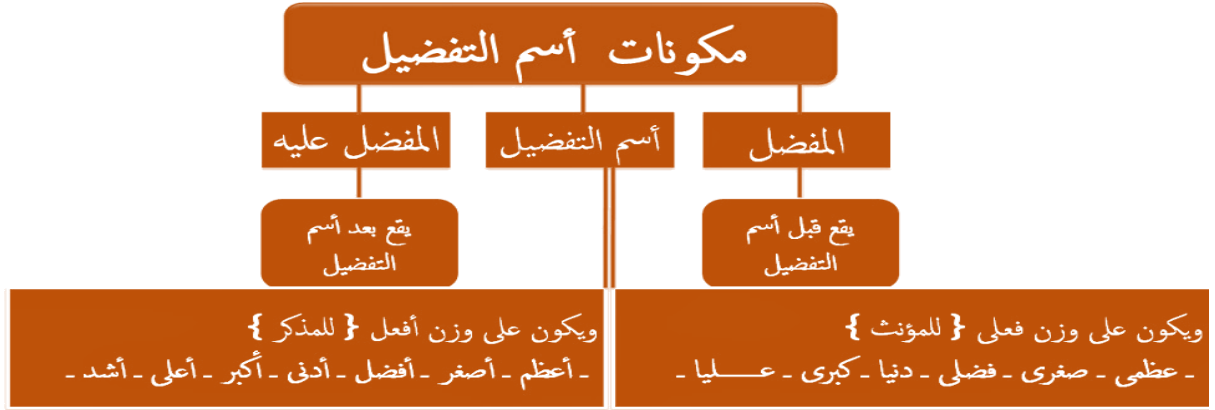 مكونات أسم التفضيل
المفضل
أسم التفضيل
المفضل عليه
يقع قبل أسم
التفضيل
يقع بعد أسم
التفضيل
ويكون على وزن فعلى { للمؤنث }
ـ عظمى ـ صغرى ـ فضلى ـ دنيا ـ كبرى ـ عـــــليا ـ
ويكون على وزن أفعل { للمذكر }
ـ أعظم ـ أصغر ـ أفضل ـ أدنى ـ أكبر ـ أعلى ـ أشد ـ